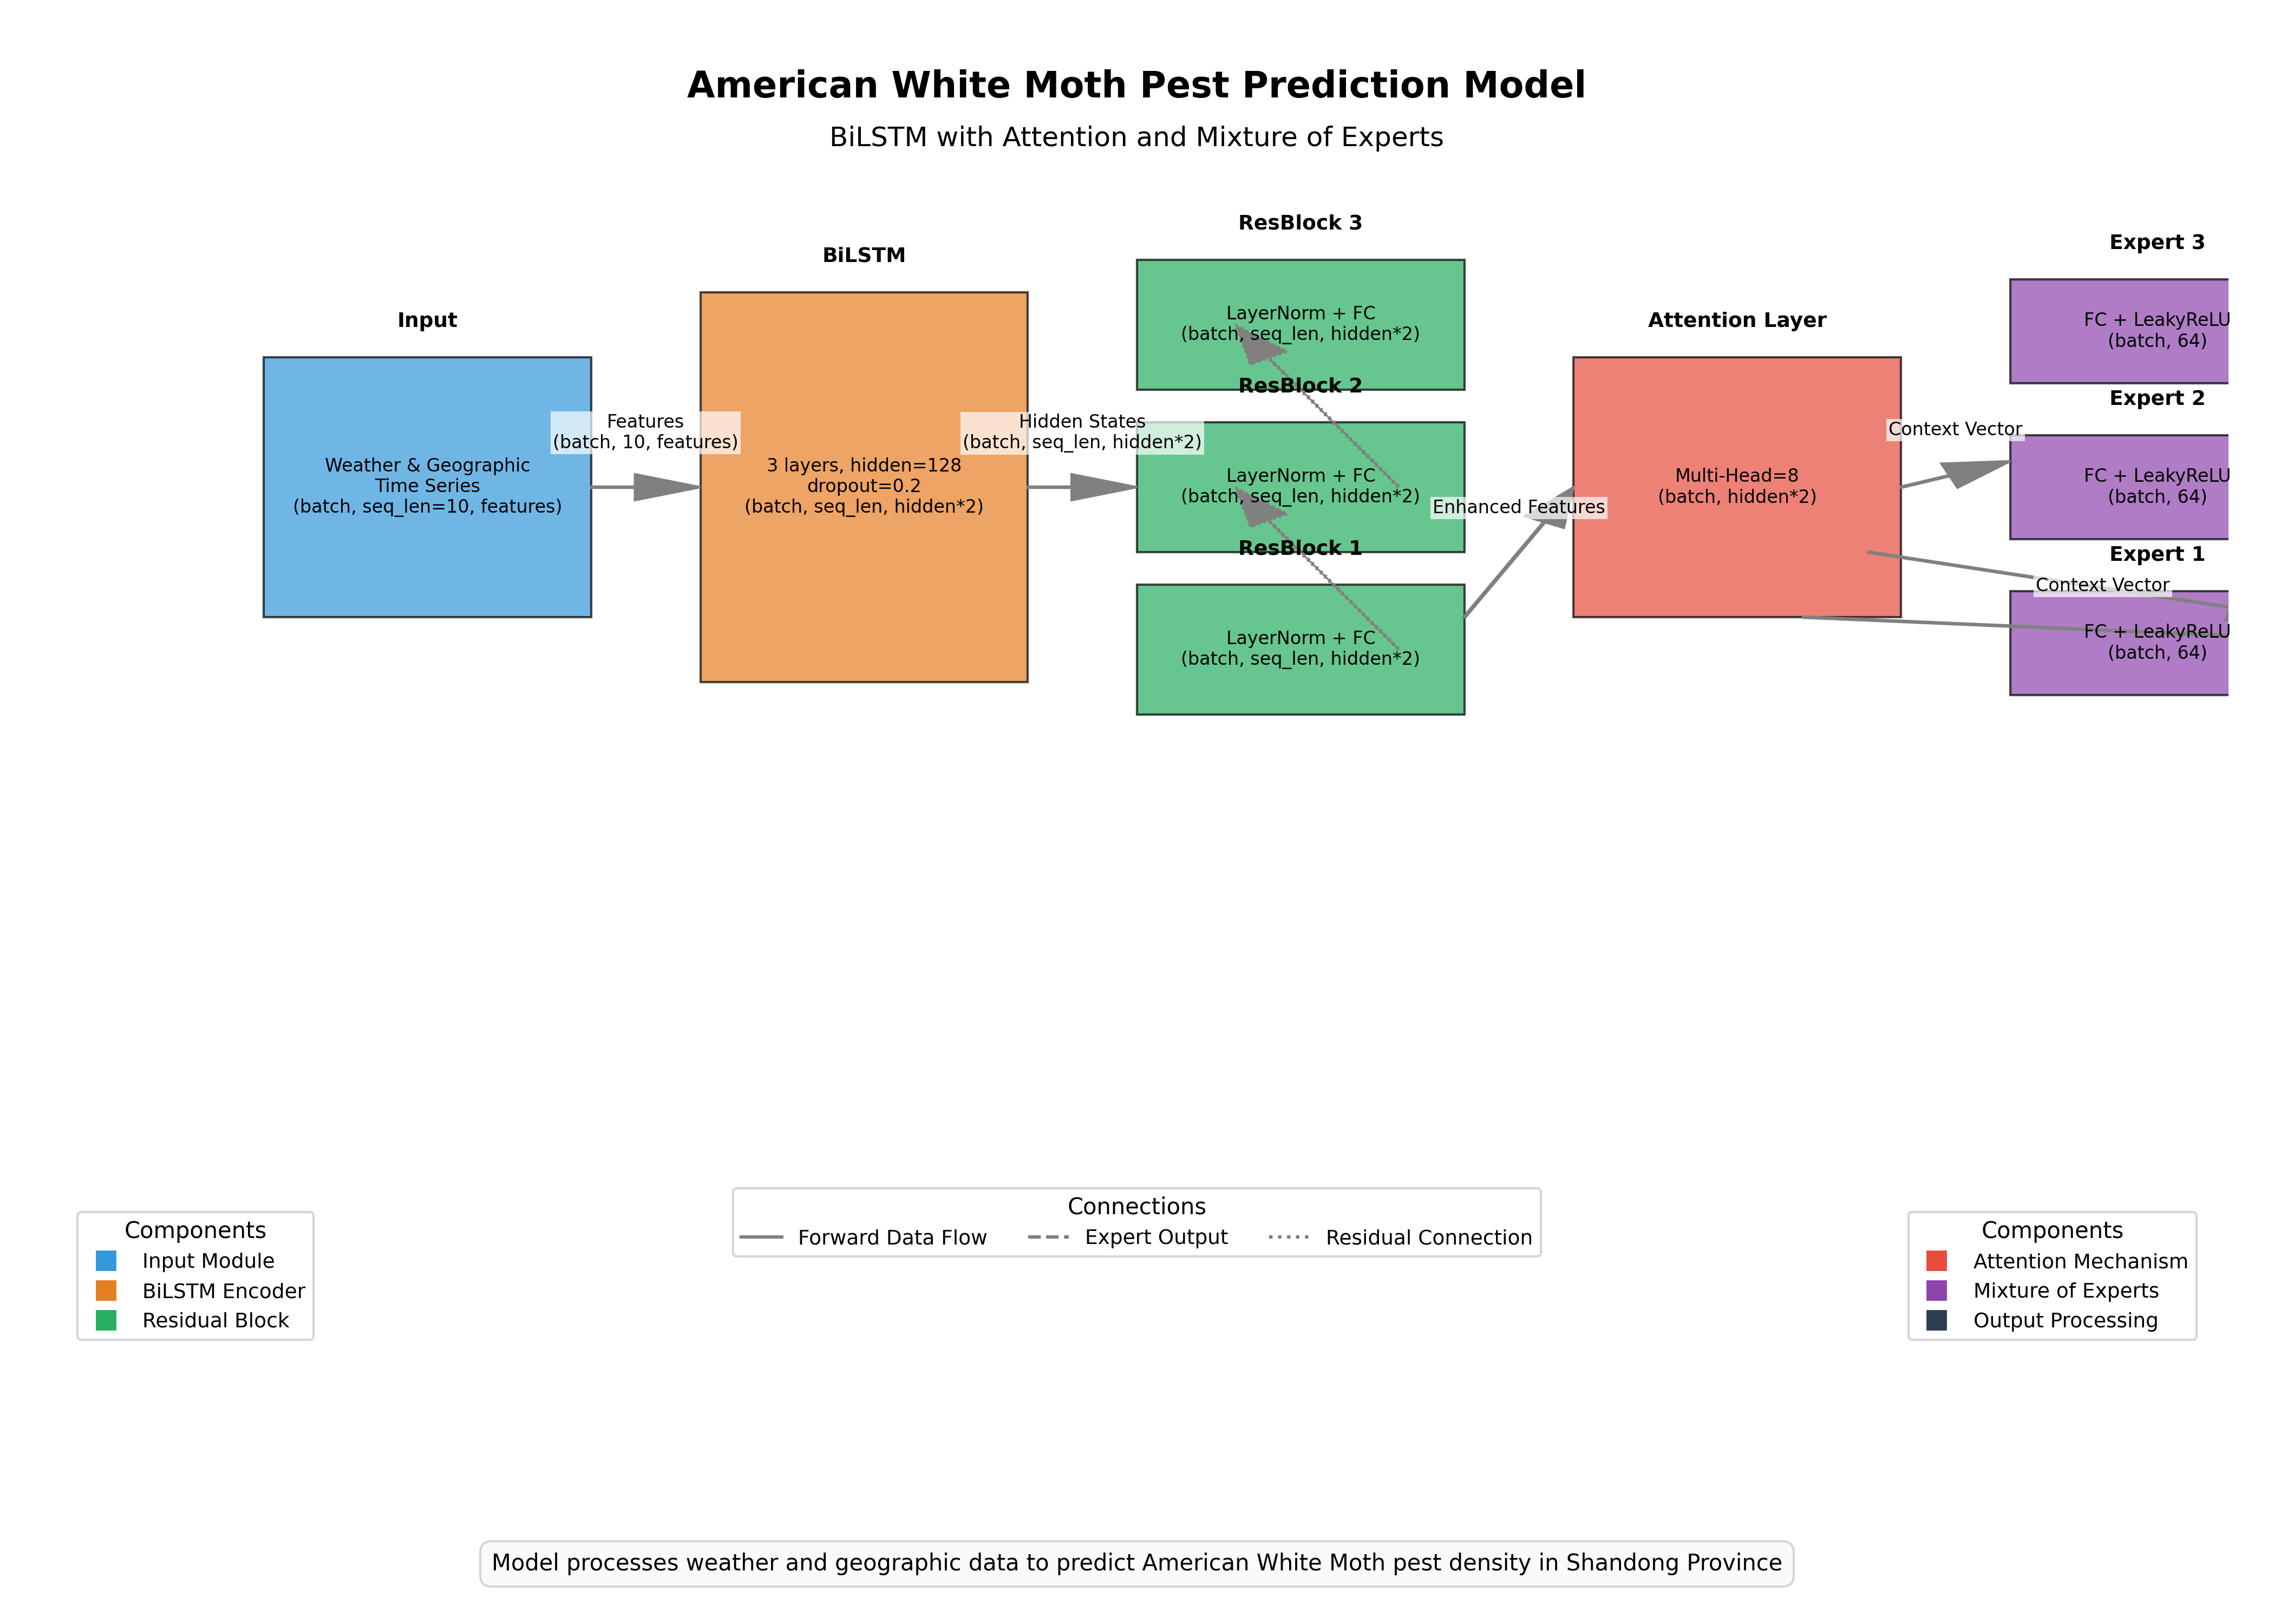 American White Moth Pest Prediction Model
BiLSTM with Attention and Mixture of Experts
Input
Weather & Geographic
Time Series
(batch, seq_len=10, features)
Features
(batch, 10, features)
BiLSTM
3 layers, hidden=128
dropout=0.2
(batch, seq_len, hidden*2)
Hidden States
(batch, seq_len, hidden*2)
ResBlock 3
LayerNorm + FC
(batch, seq_len, hidden*2)
ResBlock 2
LayerNorm + FC
(batch, seq_len, hidden*2)
ResBlock 1
LayerNorm + FC
(batch, seq_len, hidden*2)
Enhanced Features
Attention Layer
Multi-Head=8
(batch, hidden*2)
Context Vector
Context Vector
Expert 3
FC + LeakyReLU
(batch, 64)
Expert 2
FC + LeakyReLU
(batch, 64)
Expert 1
FC + LeakyReLU
(batch, 64)
Components
Input Module
BiLSTM Encoder
Residual Block
Connections
Forward Data Flow
Expert Output
Residual Connection
Components
Attention Mechanism
Mixture of Experts
Output Processing
Model processes weather and geographic data to predict American White Moth pest density in Shandong Province